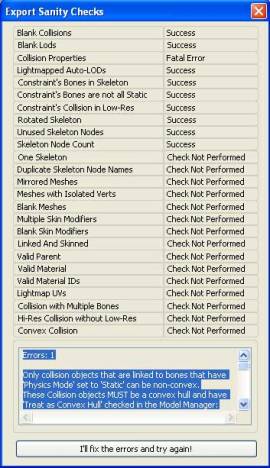 Export Sanity Checks
Blank Collisions Success
Blank Lods Success
Collision Properties Fatal Error
Lightmapped Auto-LODs Success
Constraint's Bones in Skeleton Success
Constraint's Bones are not all Static Success
Constraint's Collision in Low-Res Success
Rotated Skeleton Success
Unused Skeleton Nodes Success
Skeleton Node Count Success
One Skeleton Check Not Performed
Duplicate Skeleton Node Names Check Not Performed
Mirrored Meshes Check Not Performed
Meshes with Isolated Verts Check Not Performed
Blank Meshes Check Not Performed
Multiple Skin Modifiers Check Not Performed
Blank Skin Modifiers Check Not Performed
Linked And Skinned Check Not Performed
Valid Parent Check Not Performed
Valid Material Check Not Performed
Valid Material IDs Check Not Performed
Lightmap UVs Check Not Performed
Collision with Multiple Bones Check Not Performed
Hi-Res Collision without Low-Res Check Not Performed
Convex Collision Check Not Performed
Errors: 1
Only collision objects that are linked to bones that have
'Physics Mode' set to 'Static' can be non-convex.
These Collision objects MUST be a convex hull and have
'Treat as Convex Hull' checked in the Model Manager:
I'll fix the errors and try again!